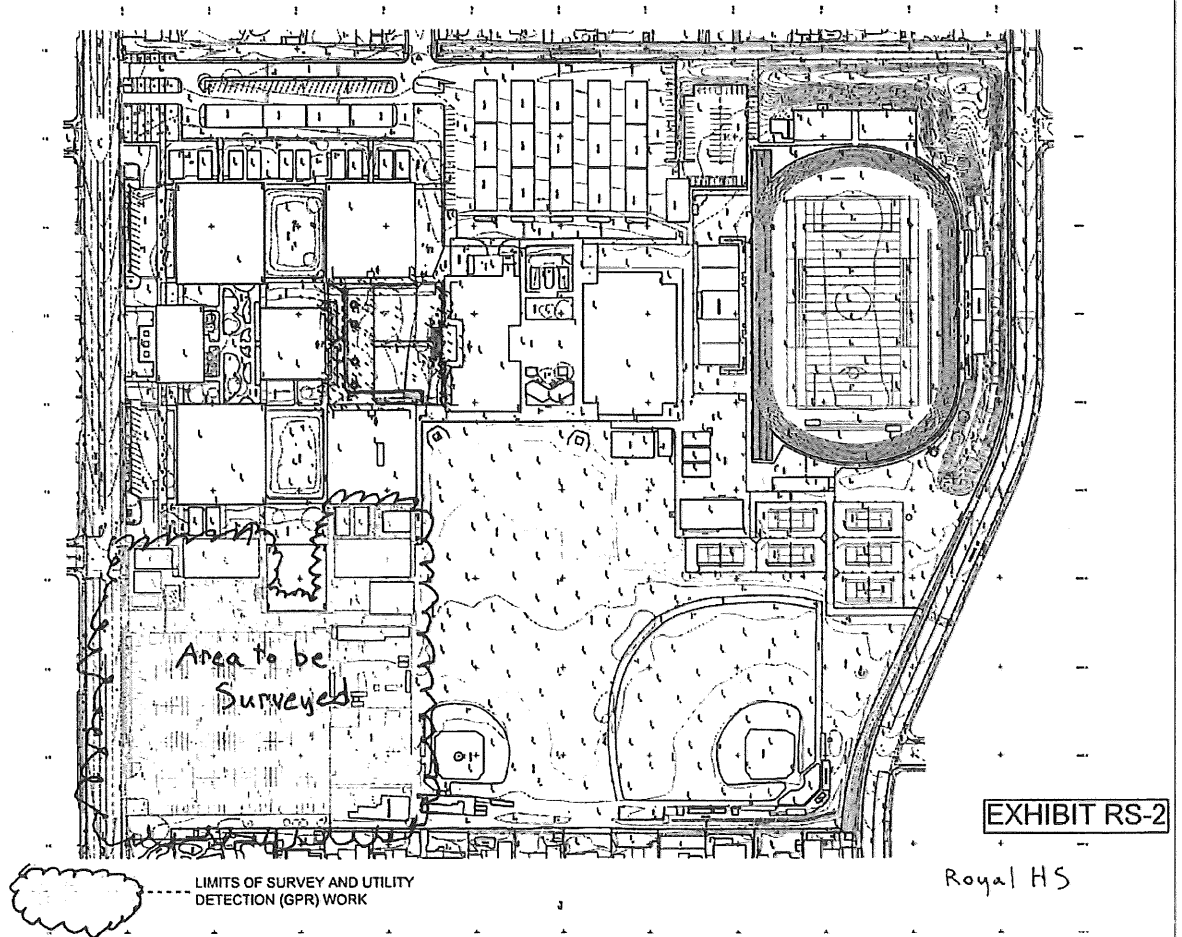 Area to be
Surveyed
EXHIBIT RS-2
LIMITS OF SURVEY AND UTILITY
DETECTION (GPR) WORK
Royal HS